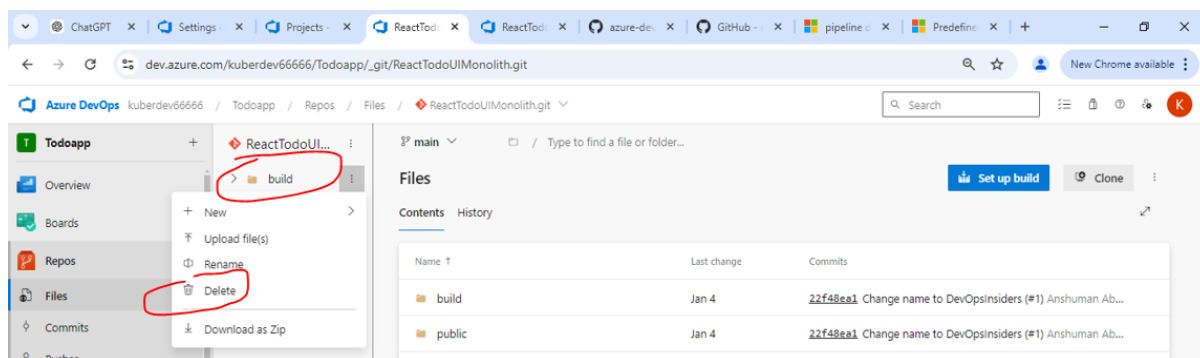 ChatGPT
Settings -
Projects -
ReactTodo
ReactTodo
azure-dev
GitHub -
pipeline d
Predefine
dev.azure.com/kuberdev66666/Todoapp/_git/ReactTodoUIMonolith.git
New Chrome available
Azure DevOps kuberdev66666 / Todoapp / Repos / Files / ReactTodoUIMonolith.git
Search
K
T Todoapp
ReactTodoUI...
main
/ Type to find a file or folder...
Overview
build
Files
Set up build
Clone
Boards
New
Contents History
Upload file(s)
Repos
Rename
Name ↑ Last change Commits
Files
Delete
build Jan 4 22f48ea1 Change name to DevOpsInsiders (#1) Anshuman Ab...
Commits
Download as Zip
public Jan 4 22f48ea1 Change name to DevOpsInsiders (#1) Anshuman Ab...